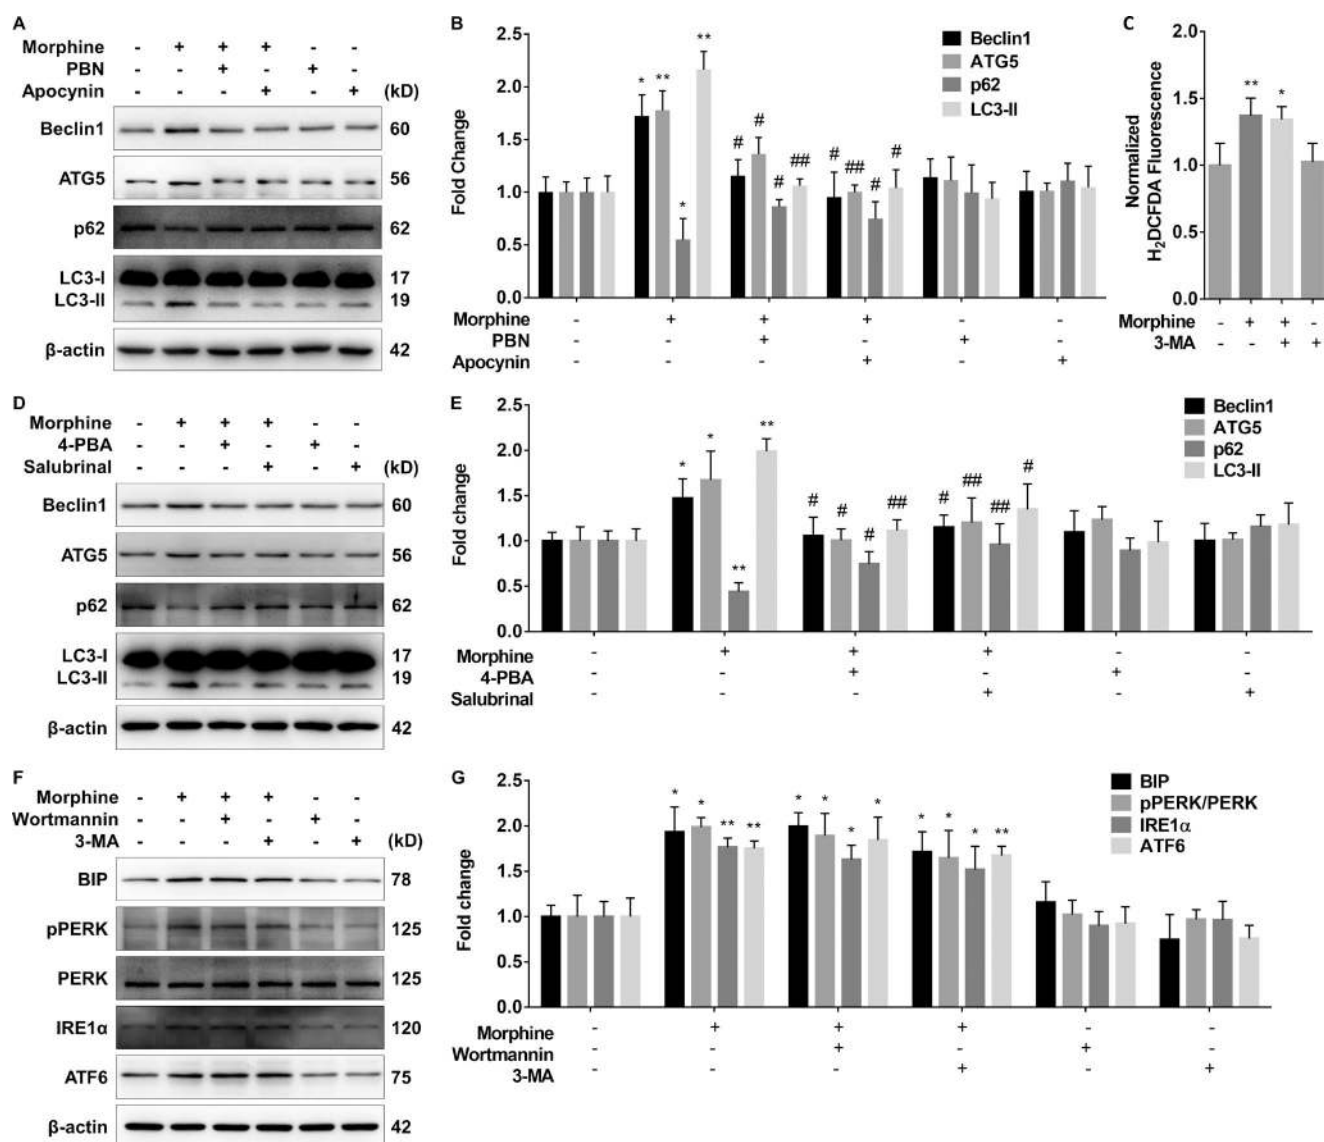 A
Morphine - + + + - -
PBN - - + - + -
Apocynin - - - + - + (kD)
Beclin1 60
ATG5 56
p62 62
LC3-I 17
LC3-II 19
β-actin 42
B
Fold Change
2.5
2.0
1.5
1.0
0.5
0.0
Beclin1
ATG5
p62
LC3-II
* ** * **
# # # ##
# ## # #
Morphine - + + + - -
PBN - - + - + -
Apocynin - - - + - +
C
Normalized
H₂DCFDA Fluorescence
2.0
1.5
1.0
0.5
0.0
** *
Morphine - + + -
3-MA - - + +
D
Morphine - + + + - -
4-PBA - - + - + -
Salubrinal - - - + - + (kD)
Beclin1 60
ATG5 56
p62 62
LC3-I 17
LC3-II 19
β-actin 42
E
Fold change
2.5
2.0
1.5
1.0
0.5
0.0
Beclin1
ATG5
p62
LC3-II
* * ** **
# # # ##
# ## ## #
Morphine - + + + - -
4-PBA - - + - + -
Salubrinal - - - + - +
F
Morphine - + + + - -
Wortmannin - - + - + -
3-MA - - - + - + (kD)
BIP 78
pPERK 125
PERK 125
IRE1α 120
ATF6 75
β-actin 42
G
Fold change
2.5
2.0
1.5
1.0
0.5
0.0
BIP
pPERK/PERK
IRE1α
ATF6
* * ** **
* * * *
* * * **
Morphine - + + + - -
Wortmannin - - + - + -
3-MA - - - + - +